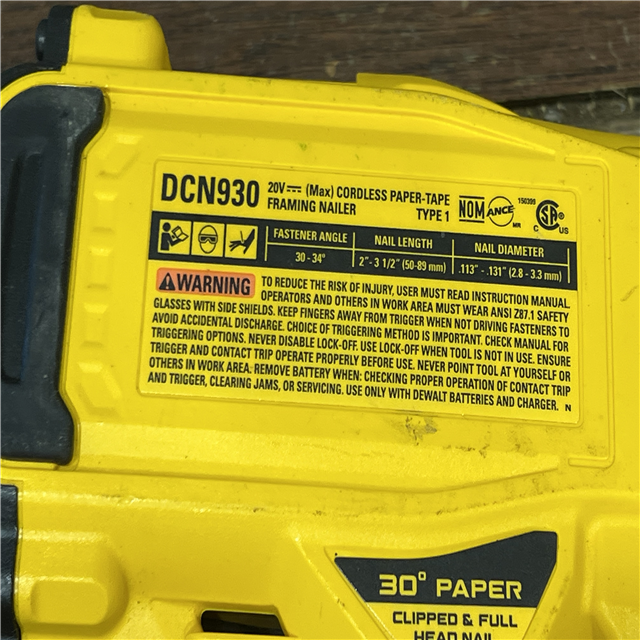 DCN930 20V⎓ (Max) CORDLESS PAPER-TAPE
FRAMING NAILER TYPE 1
NOM ANCE MR 150399 C SA® C US
FASTENER ANGLE NAIL LENGTH NAIL DIAMETER
30 - 34° 2"- 3 1/2" (50-89 mm) .113" - .131" (2.8 - 3.3 mm)
WARNING TO REDUCE THE RISK OF INJURY, USER MUST READ INSTRUCTION MANUAL.
OPERATORS AND OTHERS IN WORK AREA MUST WEAR ANSI Z87.1 SAFETY
GLASSES WITH SIDE SHIELDS. KEEP FINGERS AWAY FROM TRIGGER WHEN NOT DRIVING FASTENERS TO
AVOID ACCIDENTAL DISCHARGE. CHOICE OF TRIGGERING METHOD IS IMPORTANT. CHECK MANUAL FOR
TRIGGERING OPTIONS. NEVER DISABLE LOCK-OFF. USE LOCK-OFF WHEN TOOL IS NOT IN USE. ENSURE
TRIGGER AND CONTACT TRIP OPERATE PROPERLY BEFORE USE. NEVER POINT TOOL AT YOURSELF OR
OTHERS IN WORK AREA: REMOVE BATTERY WHEN: CHECKING PROPER OPERATION OF CONTACT TRIP
AND TRIGGER, CLEARING JAMS, OR SERVICING. USE ONLY WITH DEWALT BATTERIES AND CHARGER. N
30° PAPER
CLIPPED & FULL
HEAD NAIL